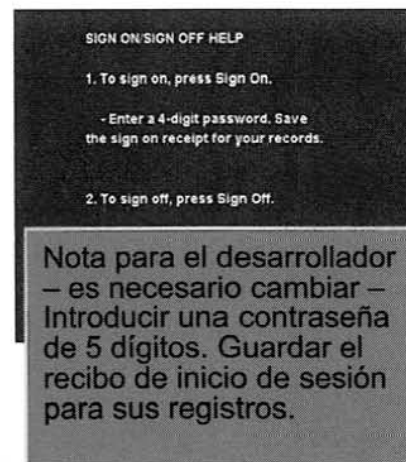 SIGN ON/SIGN OFF HELP
1. To sign on, press Sign On.
- Enter a 4-digit password. Save
the sign on receipt for your records.
2. To sign off, press Sign Off.
Nota para el desarrollador
– es necesario cambiar –
Introducir una contraseña
de 5 dígitos. Guardar el
recibo de inicio de sesión
para sus registros.